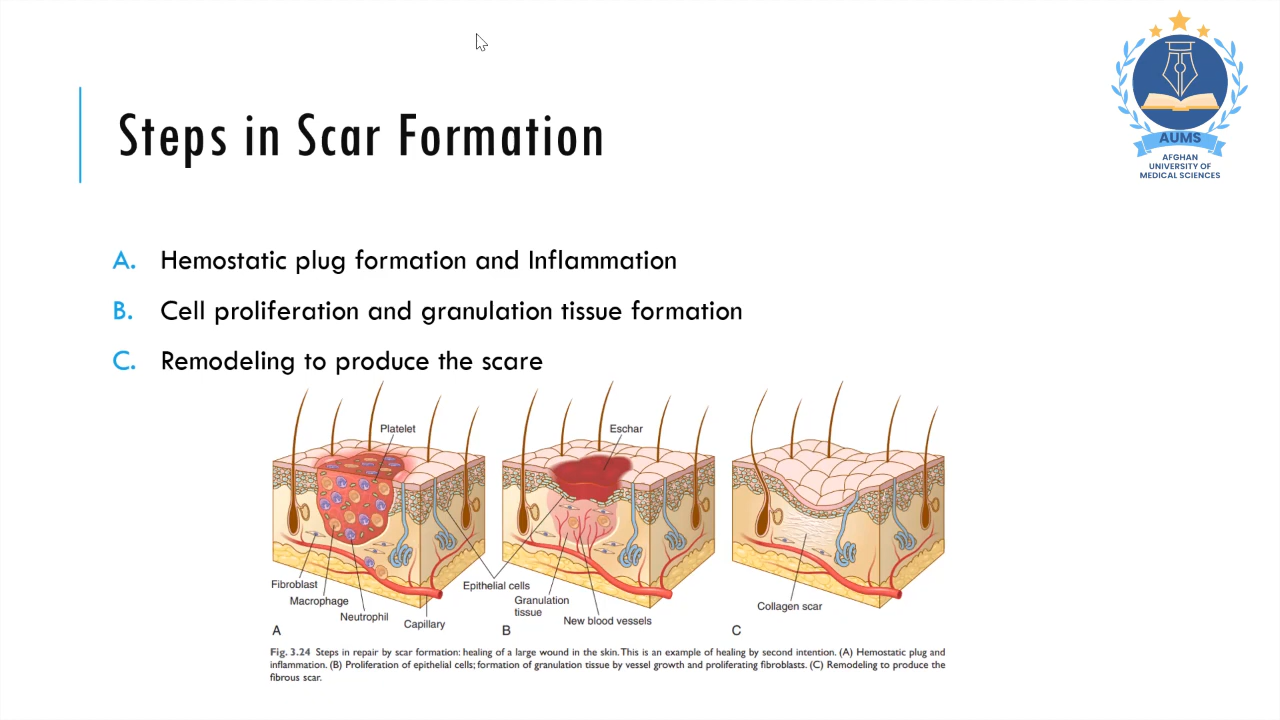 AUMS
AFGHAN
UNIVERSITY OF
MEDICAL SCIENCES
Steps in Scar Formation
A. Hemostatic plug formation and Inflammation
B. Cell proliferation and granulation tissue formation
C. Remodeling to produce the scare
Platelet
Eschar
Fibroblast
Macrophage
Neutrophil
Capillary
Epithelial cells
Granulation
tissue
New blood vessels
Collagen scar
A
B
C
Fig. 3.24 Steps in repair by scar formation: healing of a large wound in the skin. This is an example of healing by second intention. (A) Hemostatic plug and
inflammation. (B) Proliferation of epithelial cells; formation of granulation tissue by vessel growth and proliferating fibroblasts. (C) Remodeling to produce the
fibrous scar.